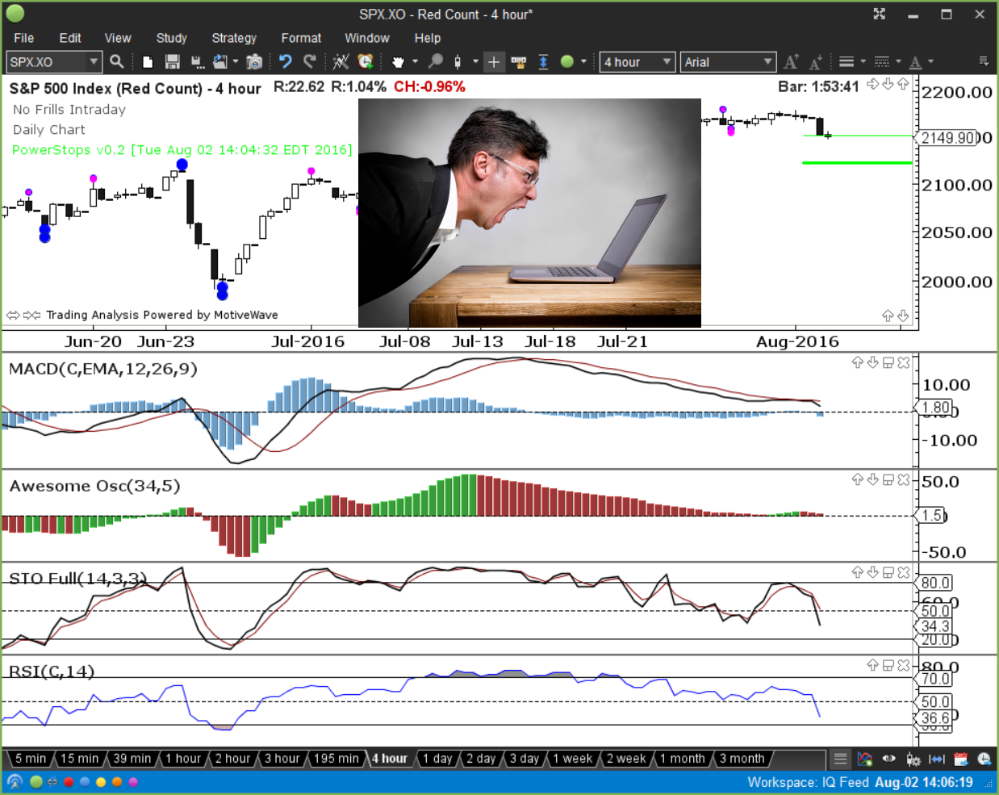 SPX.XO - Red Count - 4 hour*
File Edit View Study Strategy Format Window Help
SPX.XO 4 hour Arial A A A
S&P 500 Index (Red Count) - 4 hour R:22.62 R:1.04% CH:-0.96% Bar: 1:53:41
No Frills Intraday
Daily Chart
PowerStops v0.2 [Tue Aug 02 14:04:32 EDT 2016]
2200.00
2149.90
2100.00
2050.00
2000.00
Trading Analysis Powered by MotiveWave
Jun-20 Jun-23 Jul-2016 Jul-08 Jul-13 Jul-18 Jul-21 Aug-2016
MACD(C,EMA,12,26,9)
10.00
1.80
-10.00
Awesome Osc(34,5)
50.0
1.5
-50.0
STO Full(14,3,3)
80.0
50.0
34.3
20.0
RSI(C,14)
80.0
70.0
50.0
36.6
5 min 15 min 39 min 1 hour 2 hour 3 hour 195 min 4 hour 1 day 2 day 3 day 1 week 2 week 1 month 3 month
Workspace: IQ Feed Aug-02 14:06:19